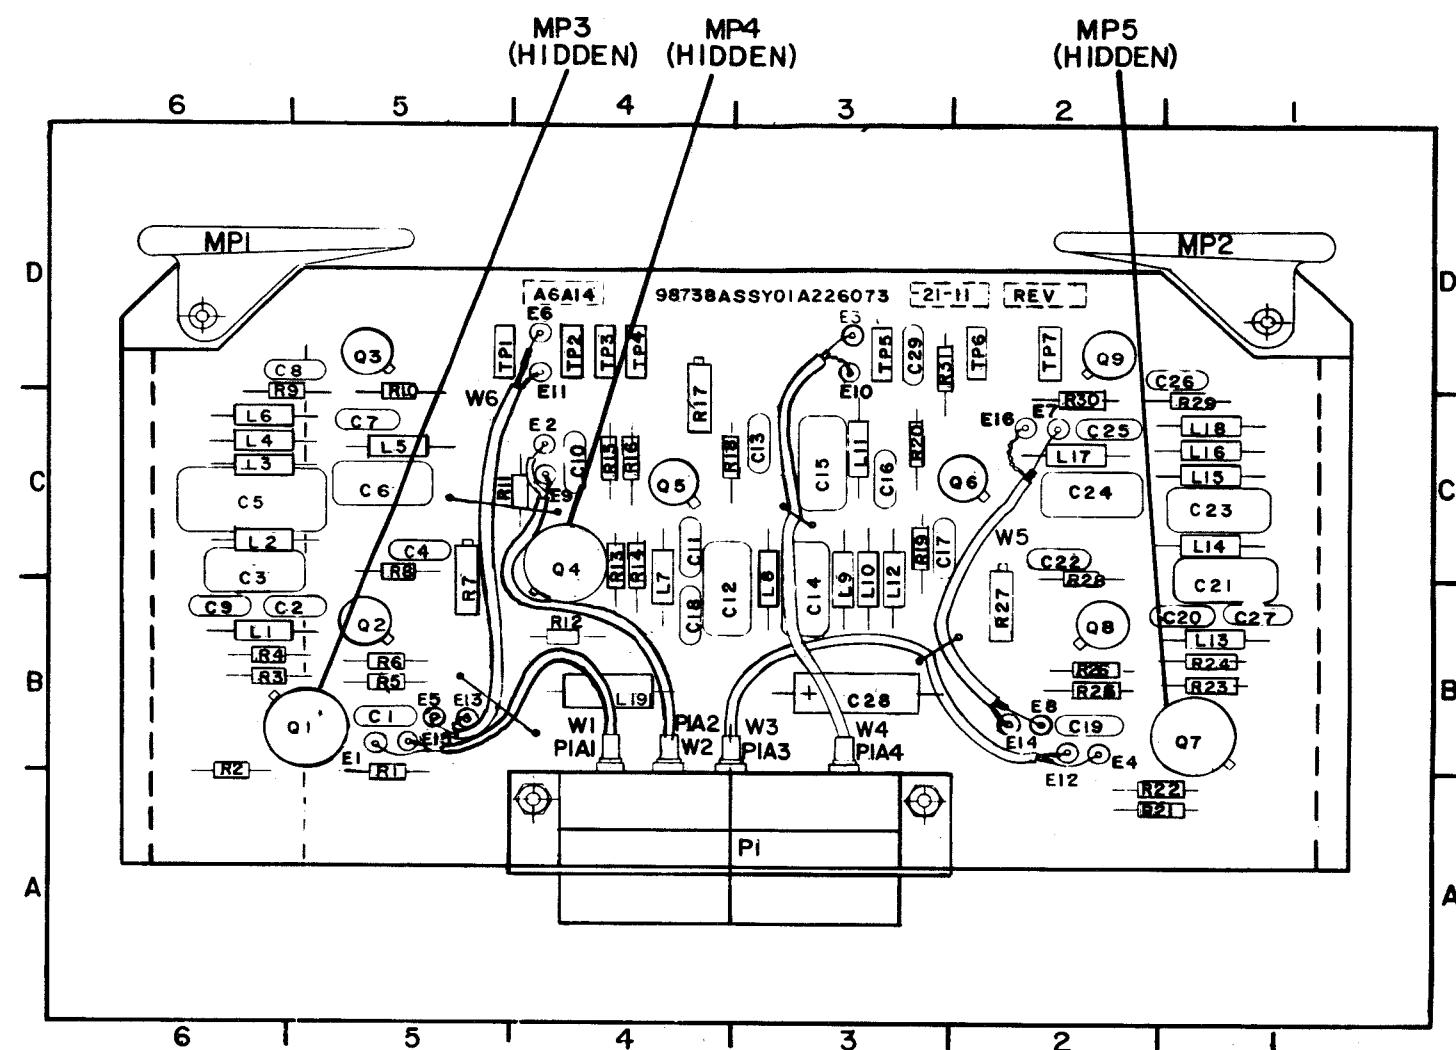 MP3 MP4 MP5
(HIDDEN) (HIDDEN) (HIDDEN)
6 5 4 3 2 1
MP1 MP2
D D
A6A14 98738ASSY01A226073 -21-11 REV
E6 E3
Q3 TP1 TP2 TP3 TP4 TP5 C29 R31 TP6 TP7 Q9
C8 E11 E10 C26
R9 R10 W6 R17 R30 R29
L6 C7 E2 E16 E7 C25 L18
L4 L5 C10 R15 R16 R18 C13 L11 R20 L17 L16
L3 C15 C16 L15
C C5 C6 R11 E9 Q5 Q6 C24 C23 C
L2 C4 C11 R19 C17 W5 L14
C3 R8 R7 Q4 R13 R14 L7 C12 L8 C14 L9 L10 L12 C22 R28 C21
C9 C2 C18 R27 C20 C27
L1 Q2 R12 Q8 L13
R4 R6 R26 R24
R3 R5 R25 R23
B L19 C28 B
+
Q1 C1 E5 E13 W1 P1A2 W3 W4 E8 C19 Q7
E1 E15 P1A1 W2 P1A3 P1A4 E14 E12 E4
R2 R1 R22
R21
P1
A A
6 5 4 3 2 1